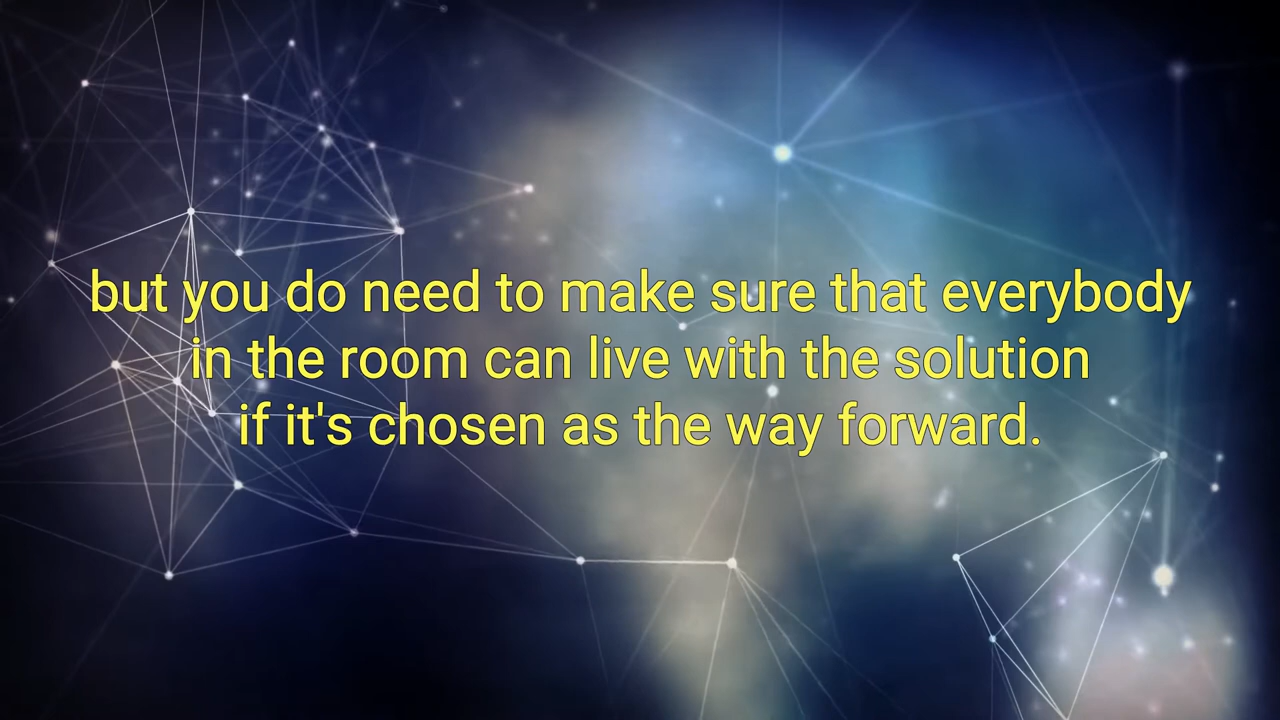 but you do need to make sure that everybody
in the room can live with the solution
if it's chosen as the way forward.